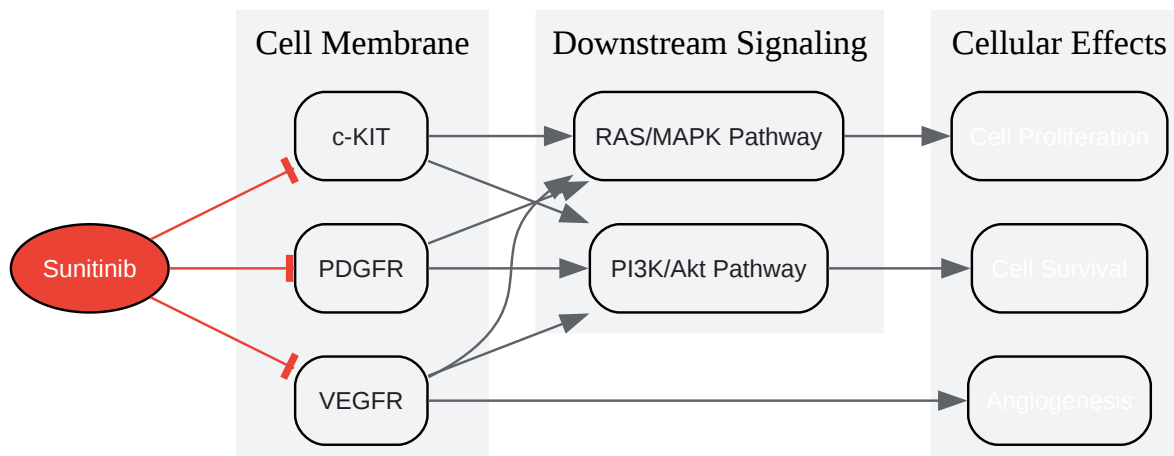 Cell Membrane
Downstream Signaling
Cellular Effects
c-KIT
RAS/MAPK Pathway
Cell Proliferation
Sunitinib
PDGFR
PI3K/Akt Pathway
Cell Survival
VEGFR
Angiogenesis